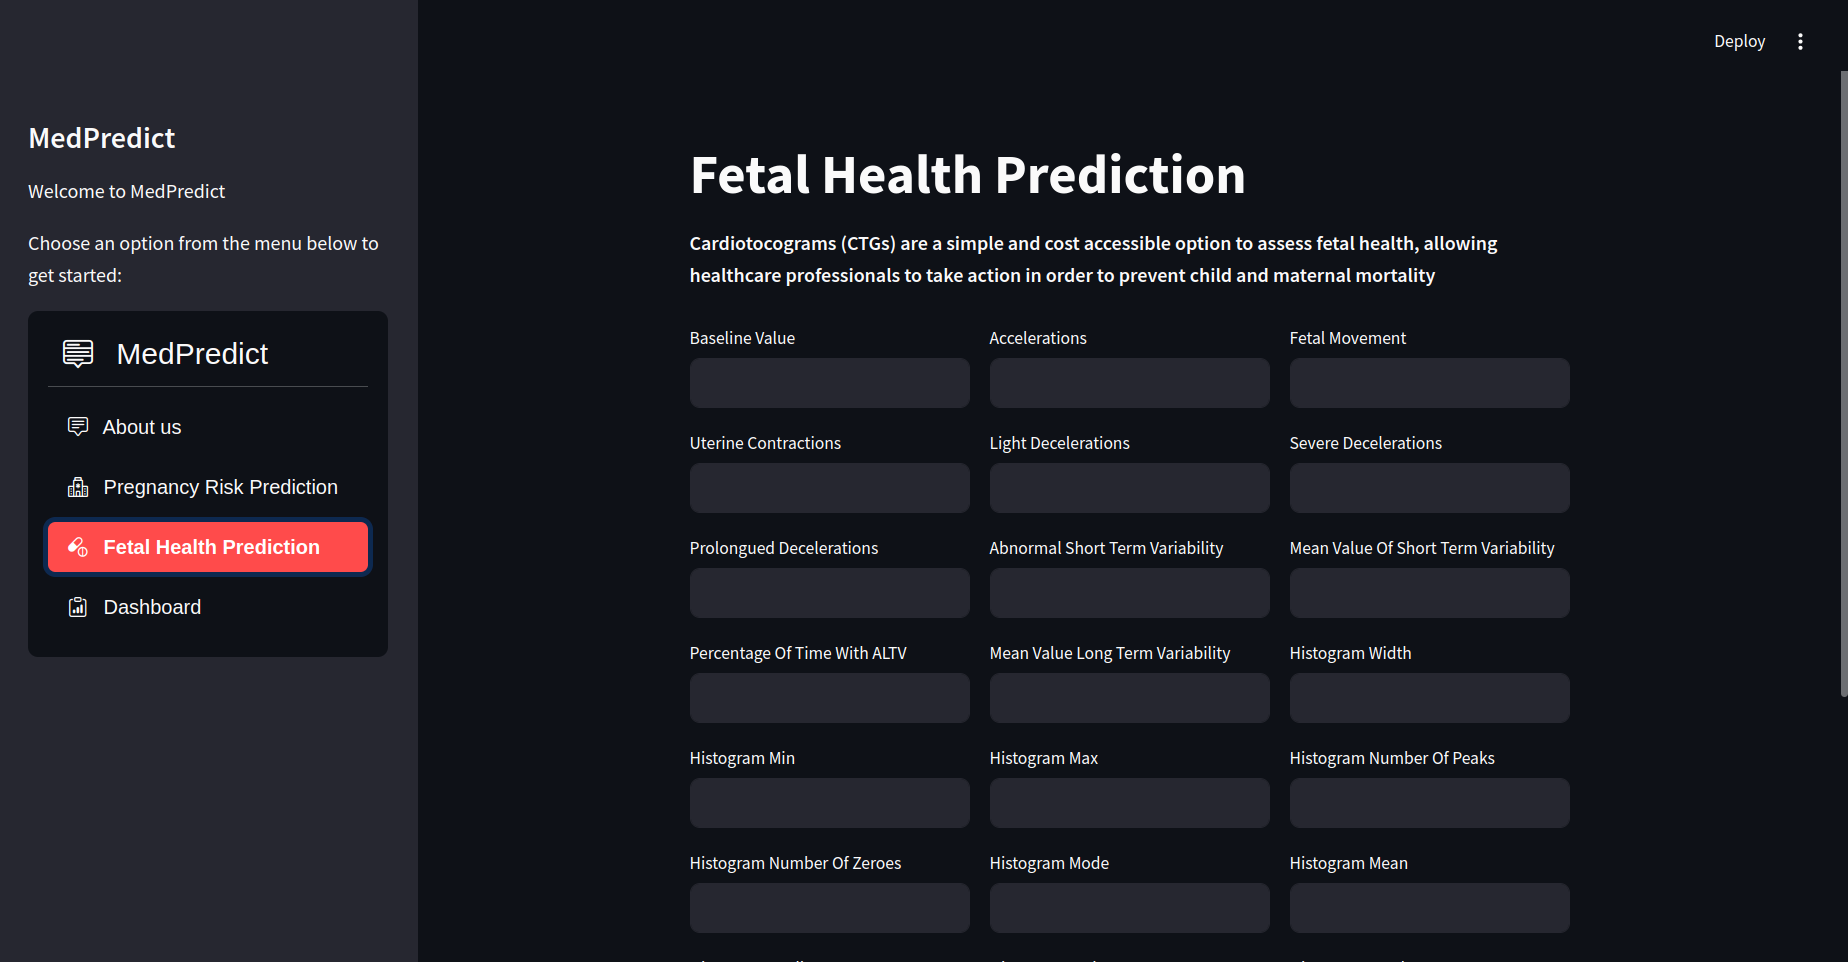 Deploy
MedPredict
Welcome to MedPredict
Choose an option from the menu below to
get started:
MedPredict
About us
Pregnancy Risk Prediction
Fetal Health Prediction
Dashboard
Fetal Health Prediction
Cardiotocograms (CTGs) are a simple and cost accessible option to assess fetal health, allowing
healthcare professionals to take action in order to prevent child and maternal mortality
Baseline Value
Accelerations
Fetal Movement
Uterine Contractions
Light Decelerations
Severe Decelerations
Prolongued Decelerations
Abnormal Short Term Variability
Mean Value Of Short Term Variability
Percentage Of Time With ALTV
Mean Value Long Term Variability
Histogram Width
Histogram Min
Histogram Max
Histogram Number Of Peaks
Histogram Number Of Zeroes
Histogram Mode
Histogram Mean